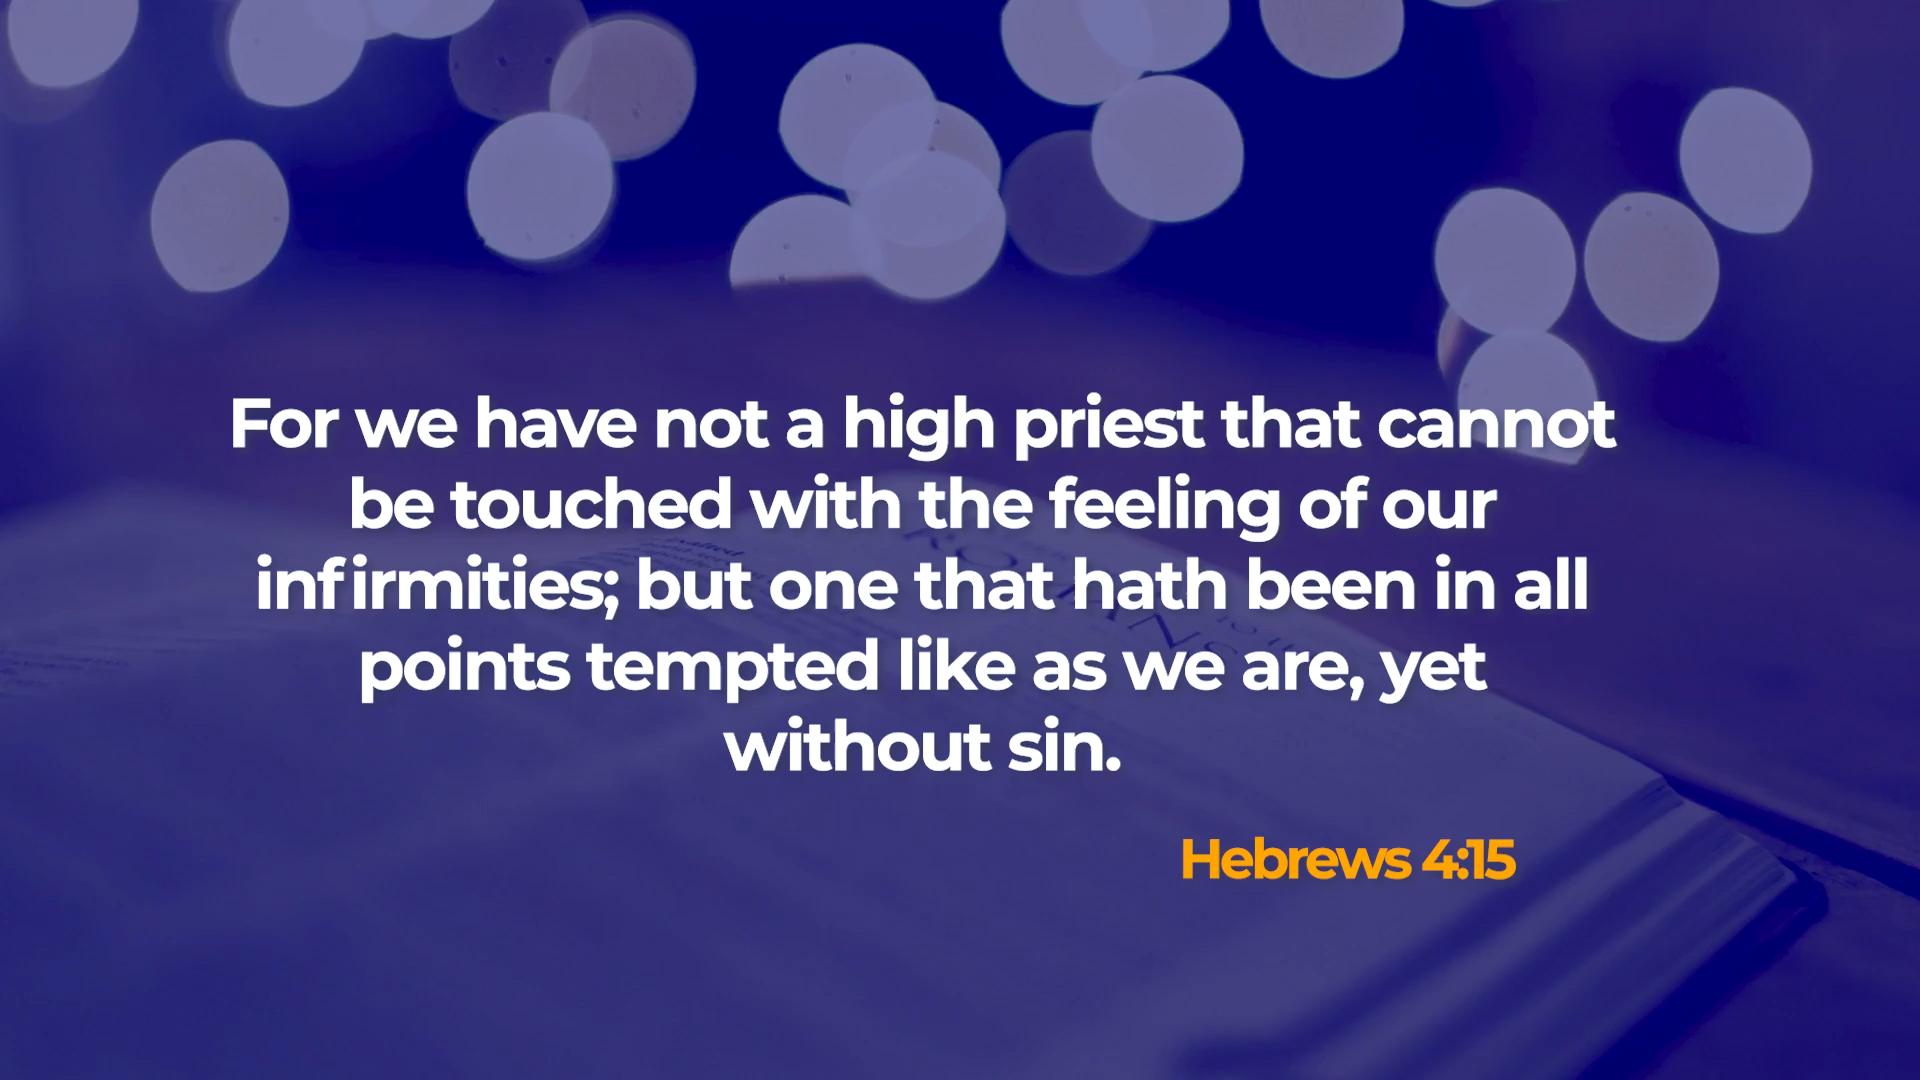 For we have not a high priest that cannot
be touched with the feeling of our
infirmities; but one that hath been in all
points tempted like as we are, yet
without sin.
Hebrews 4:15